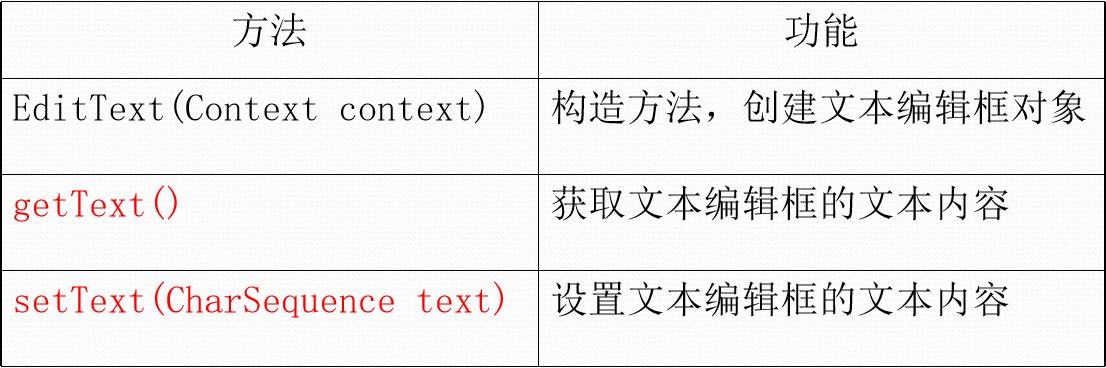 方法 功能
EditText(Context context) 构造方法，创建文本编辑框对象
getText() 获取文本编辑框的文本内容
setText(CharSequence text) 设置文本编辑框的文本内容